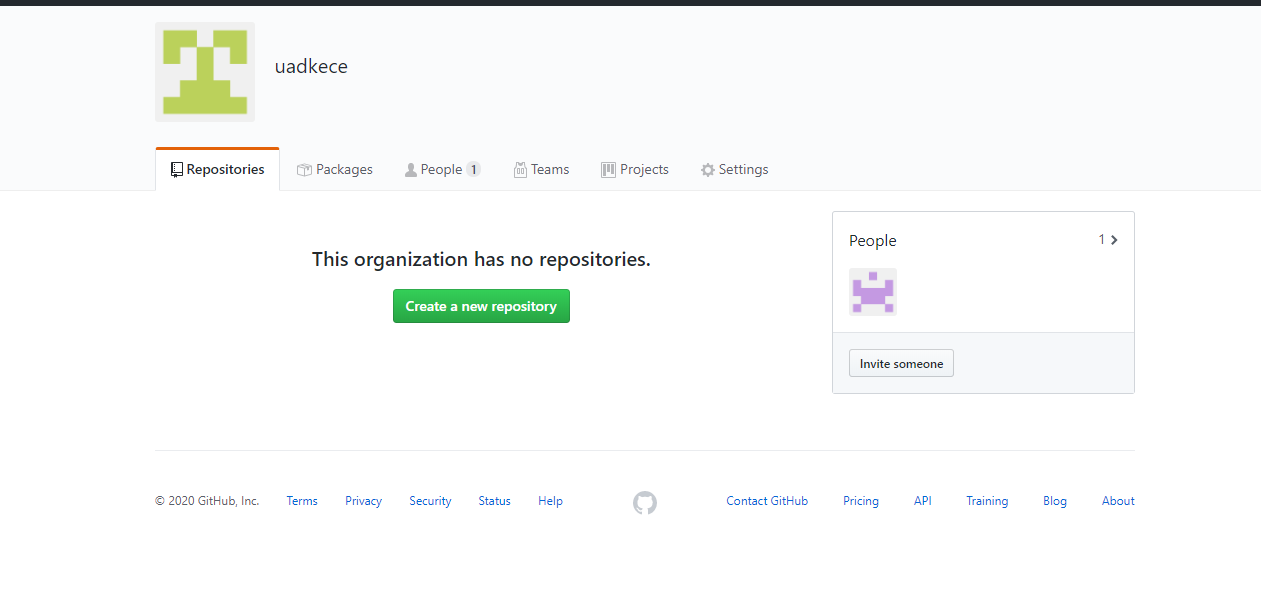 uadkece
Repositories Packages People 1 Teams Projects Settings
This organization has no repositories.
Create a new repository
People 1
Invite someone
© 2020 GitHub, Inc. Terms Privacy Security Status Help Contact GitHub Pricing API Training Blog About